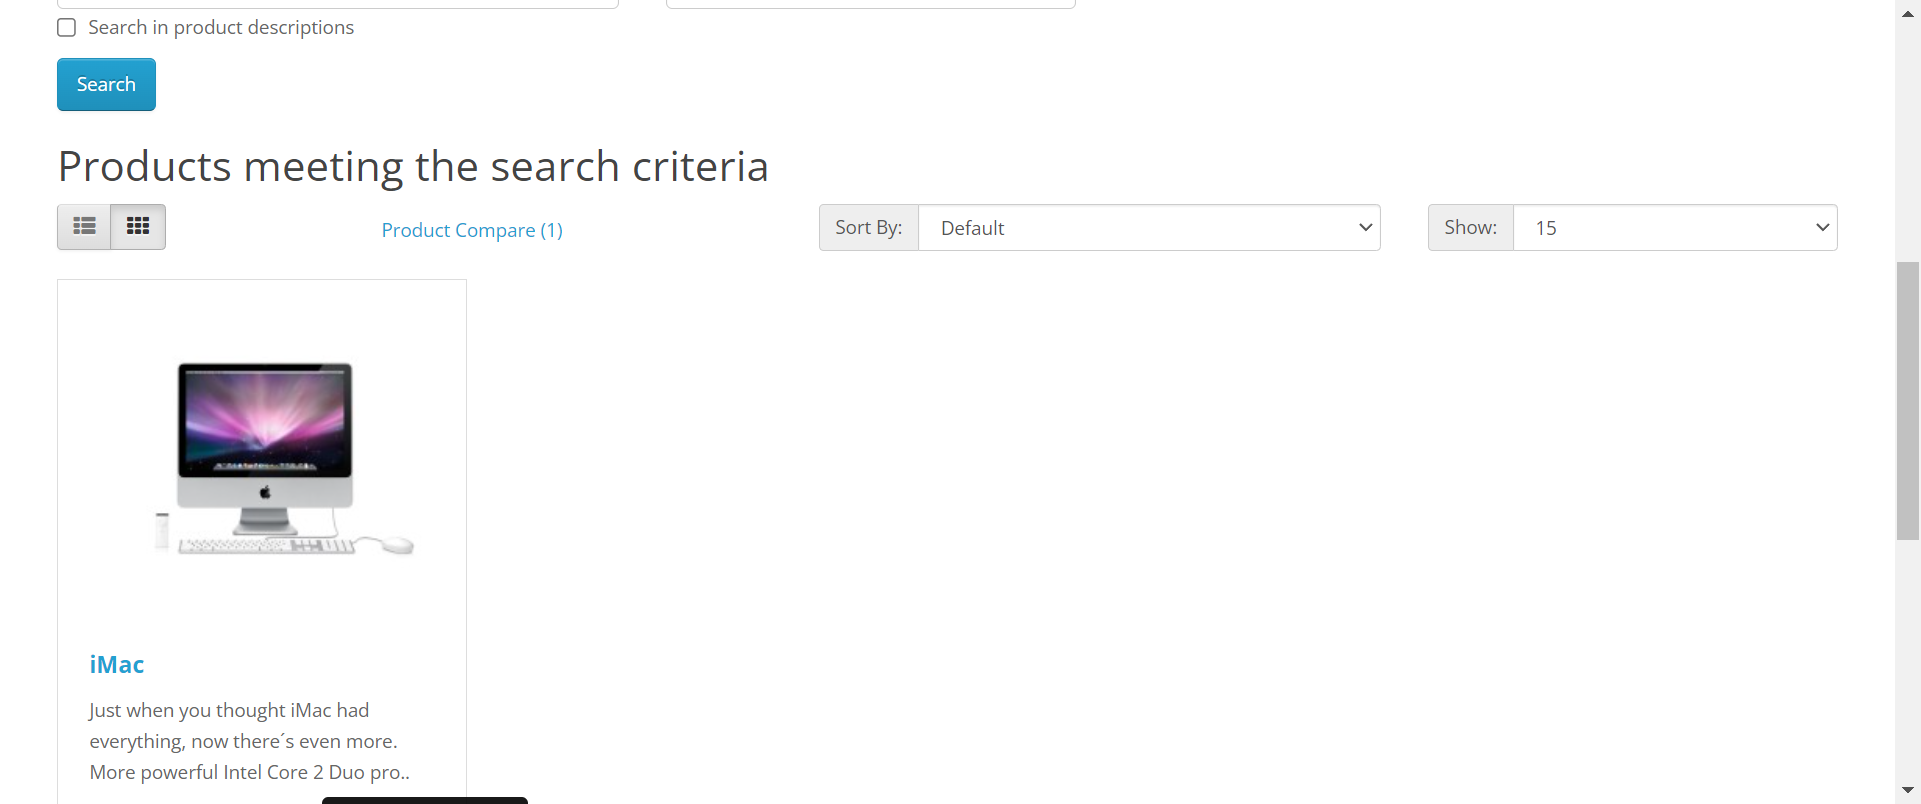 Search in product descriptions
Search
Products meeting the search criteria
Product Compare (1)
Sort By:
Default
Show:
15
iMac
Just when you thought iMac had
everything, now there´s even more.
More powerful Intel Core 2 Duo pro..